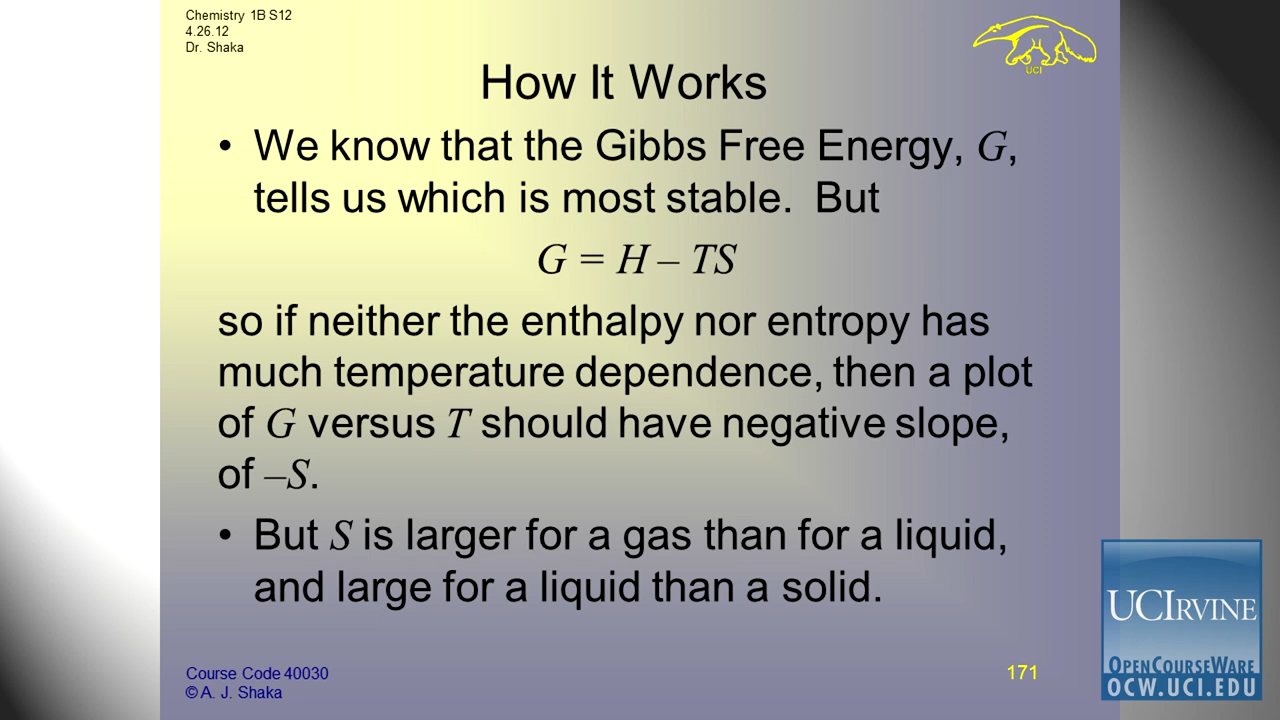 Chemistry 1B S12
4.26.12
Dr. Shaka
UCI
How It Works
• We know that the Gibbs Free Energy, G,
tells us which is most stable.  But
G = H – TS
so if neither the enthalpy nor entropy has
much temperature dependence, then a plot
of G versus T should have negative slope,
of –S.
• But S is larger for a gas than for a liquid,
and large for a liquid than a solid.
Course Code 40030
© A. J. Shaka
171
UCIRVINE
OPENCOURSEWARE
OCW.UCI.EDU